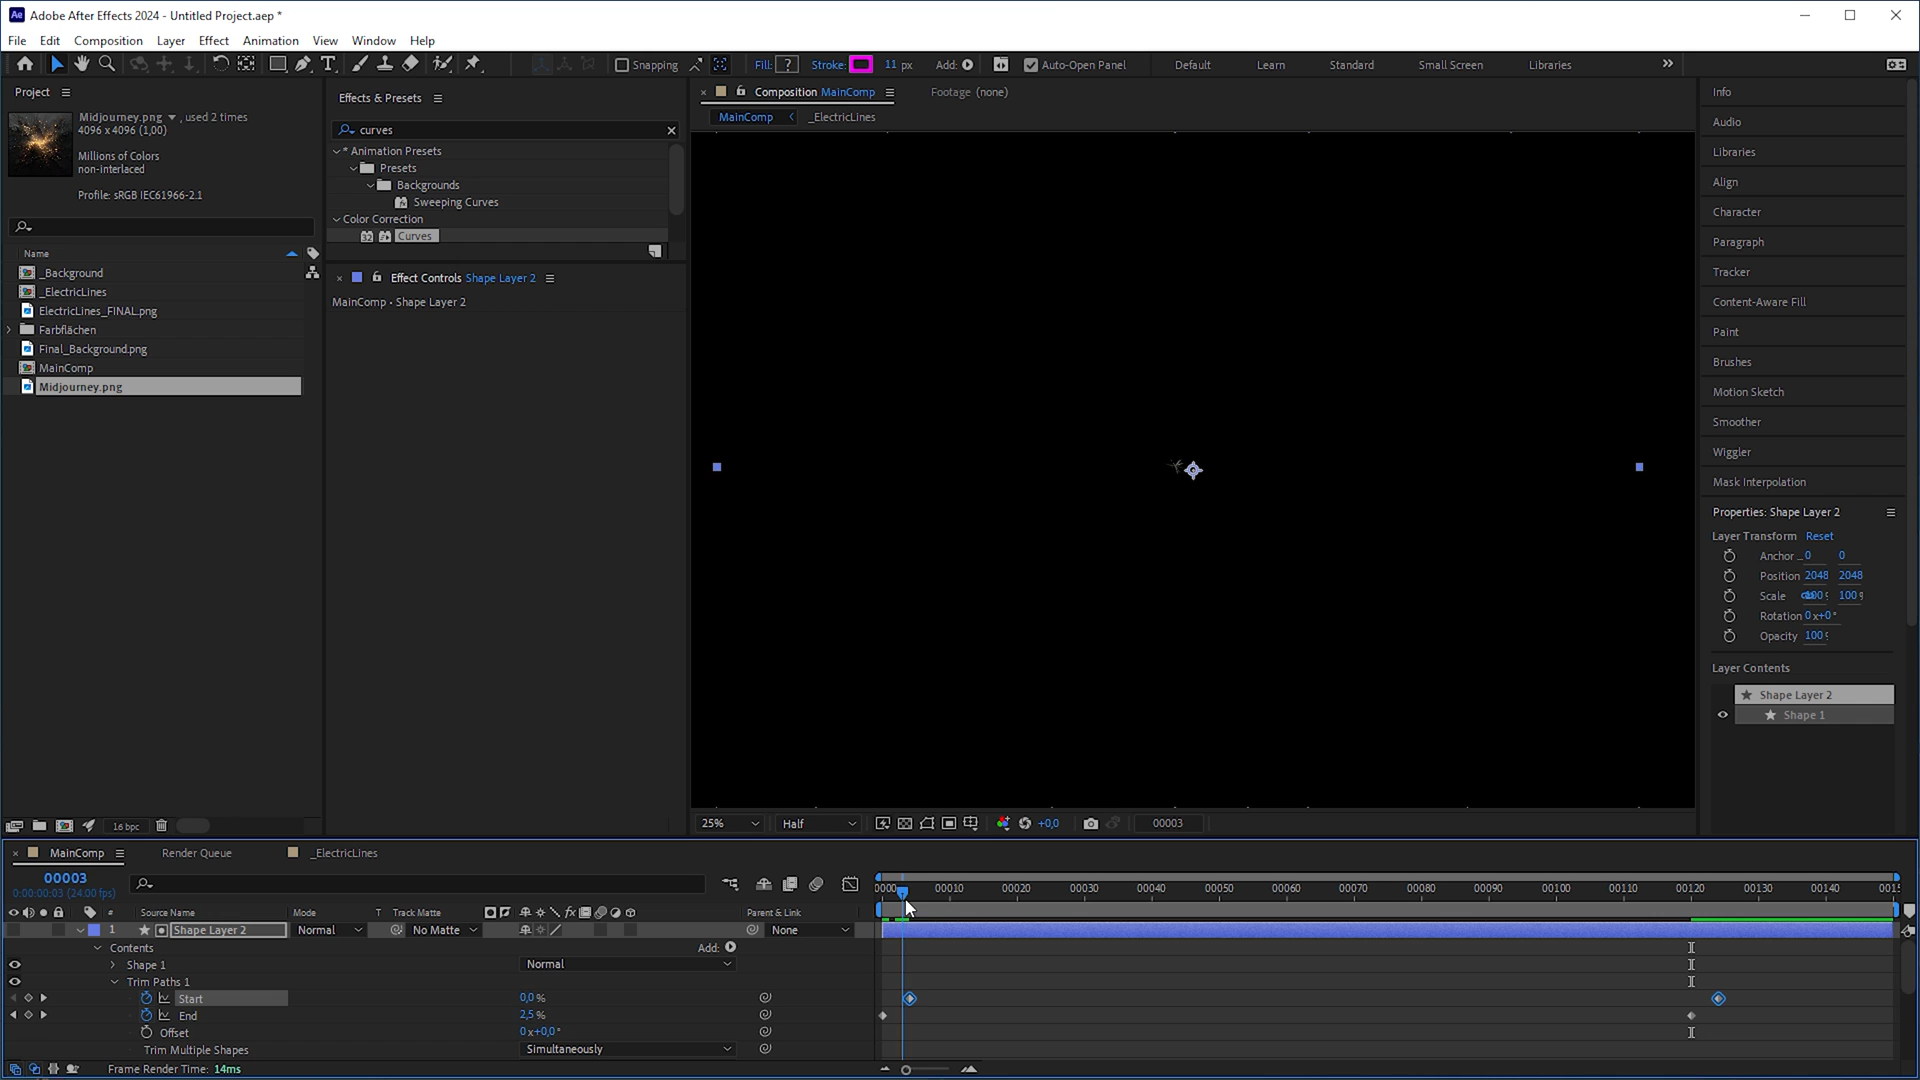 Adobe After Effects 2024 - Untitled Project.aep *
File Edit Composition Layer Effect Animation View Window Help
Snapping Fill: ? Stroke: 11 px Add: Auto-Open Panel Default Learn Standard Small Screen Libraries
Project
Midjourney.png , used 2 times
4096 x 4096 (1,00)
Millions of Colors
non-interlaced
Profile: sRGB IEC61966-2.1
Name
_Background
_ElectricLines
ElectricLines_FINAL.png
Farbflächen
Final_Background.png
MainComp
Midjourney.png
16 bpc
Effects & Presets
curves
* Animation Presets
Presets
Backgrounds
Sweeping Curves
Color Correction
32 Curves
Effect Controls Shape Layer 2
MainComp • Shape Layer 2
Composition MainComp Footage (none)
MainComp _ElectricLines
25% Half +0,0 00003
Info
Audio
Libraries
Align
Character
Paragraph
Tracker
Content-Aware Fill
Paint
Brushes
Motion Sketch
Smoother
Wiggler
Mask Interpolation
Properties: Shape Layer 2
Layer Transform Reset
Anchor 0 0
Position 2048 2048
Scale 100
Rotation 0x+0°
Opacity 100
Layer Contents
Shape Layer 2
Shape 1
MainComp Render Queue _ElectricLines
00003
0:00:00:03 (24.00 fps)
0000 00010 00020 00030 00040 00050 00060 00070 00080 00090 00100 00110 00120 00130 00140 0015
# Source Name Mode T Track Matte fx Parent & Link
1 Shape Layer 2 Normal No Matte None
Contents Add:
Shape 1 Normal
Trim Paths 1
Start 0,0 %
End 2,5 %
Offset 0x+0,0°
Trim Multiple Shapes Simultaneously
Frame Render Time: 14ms